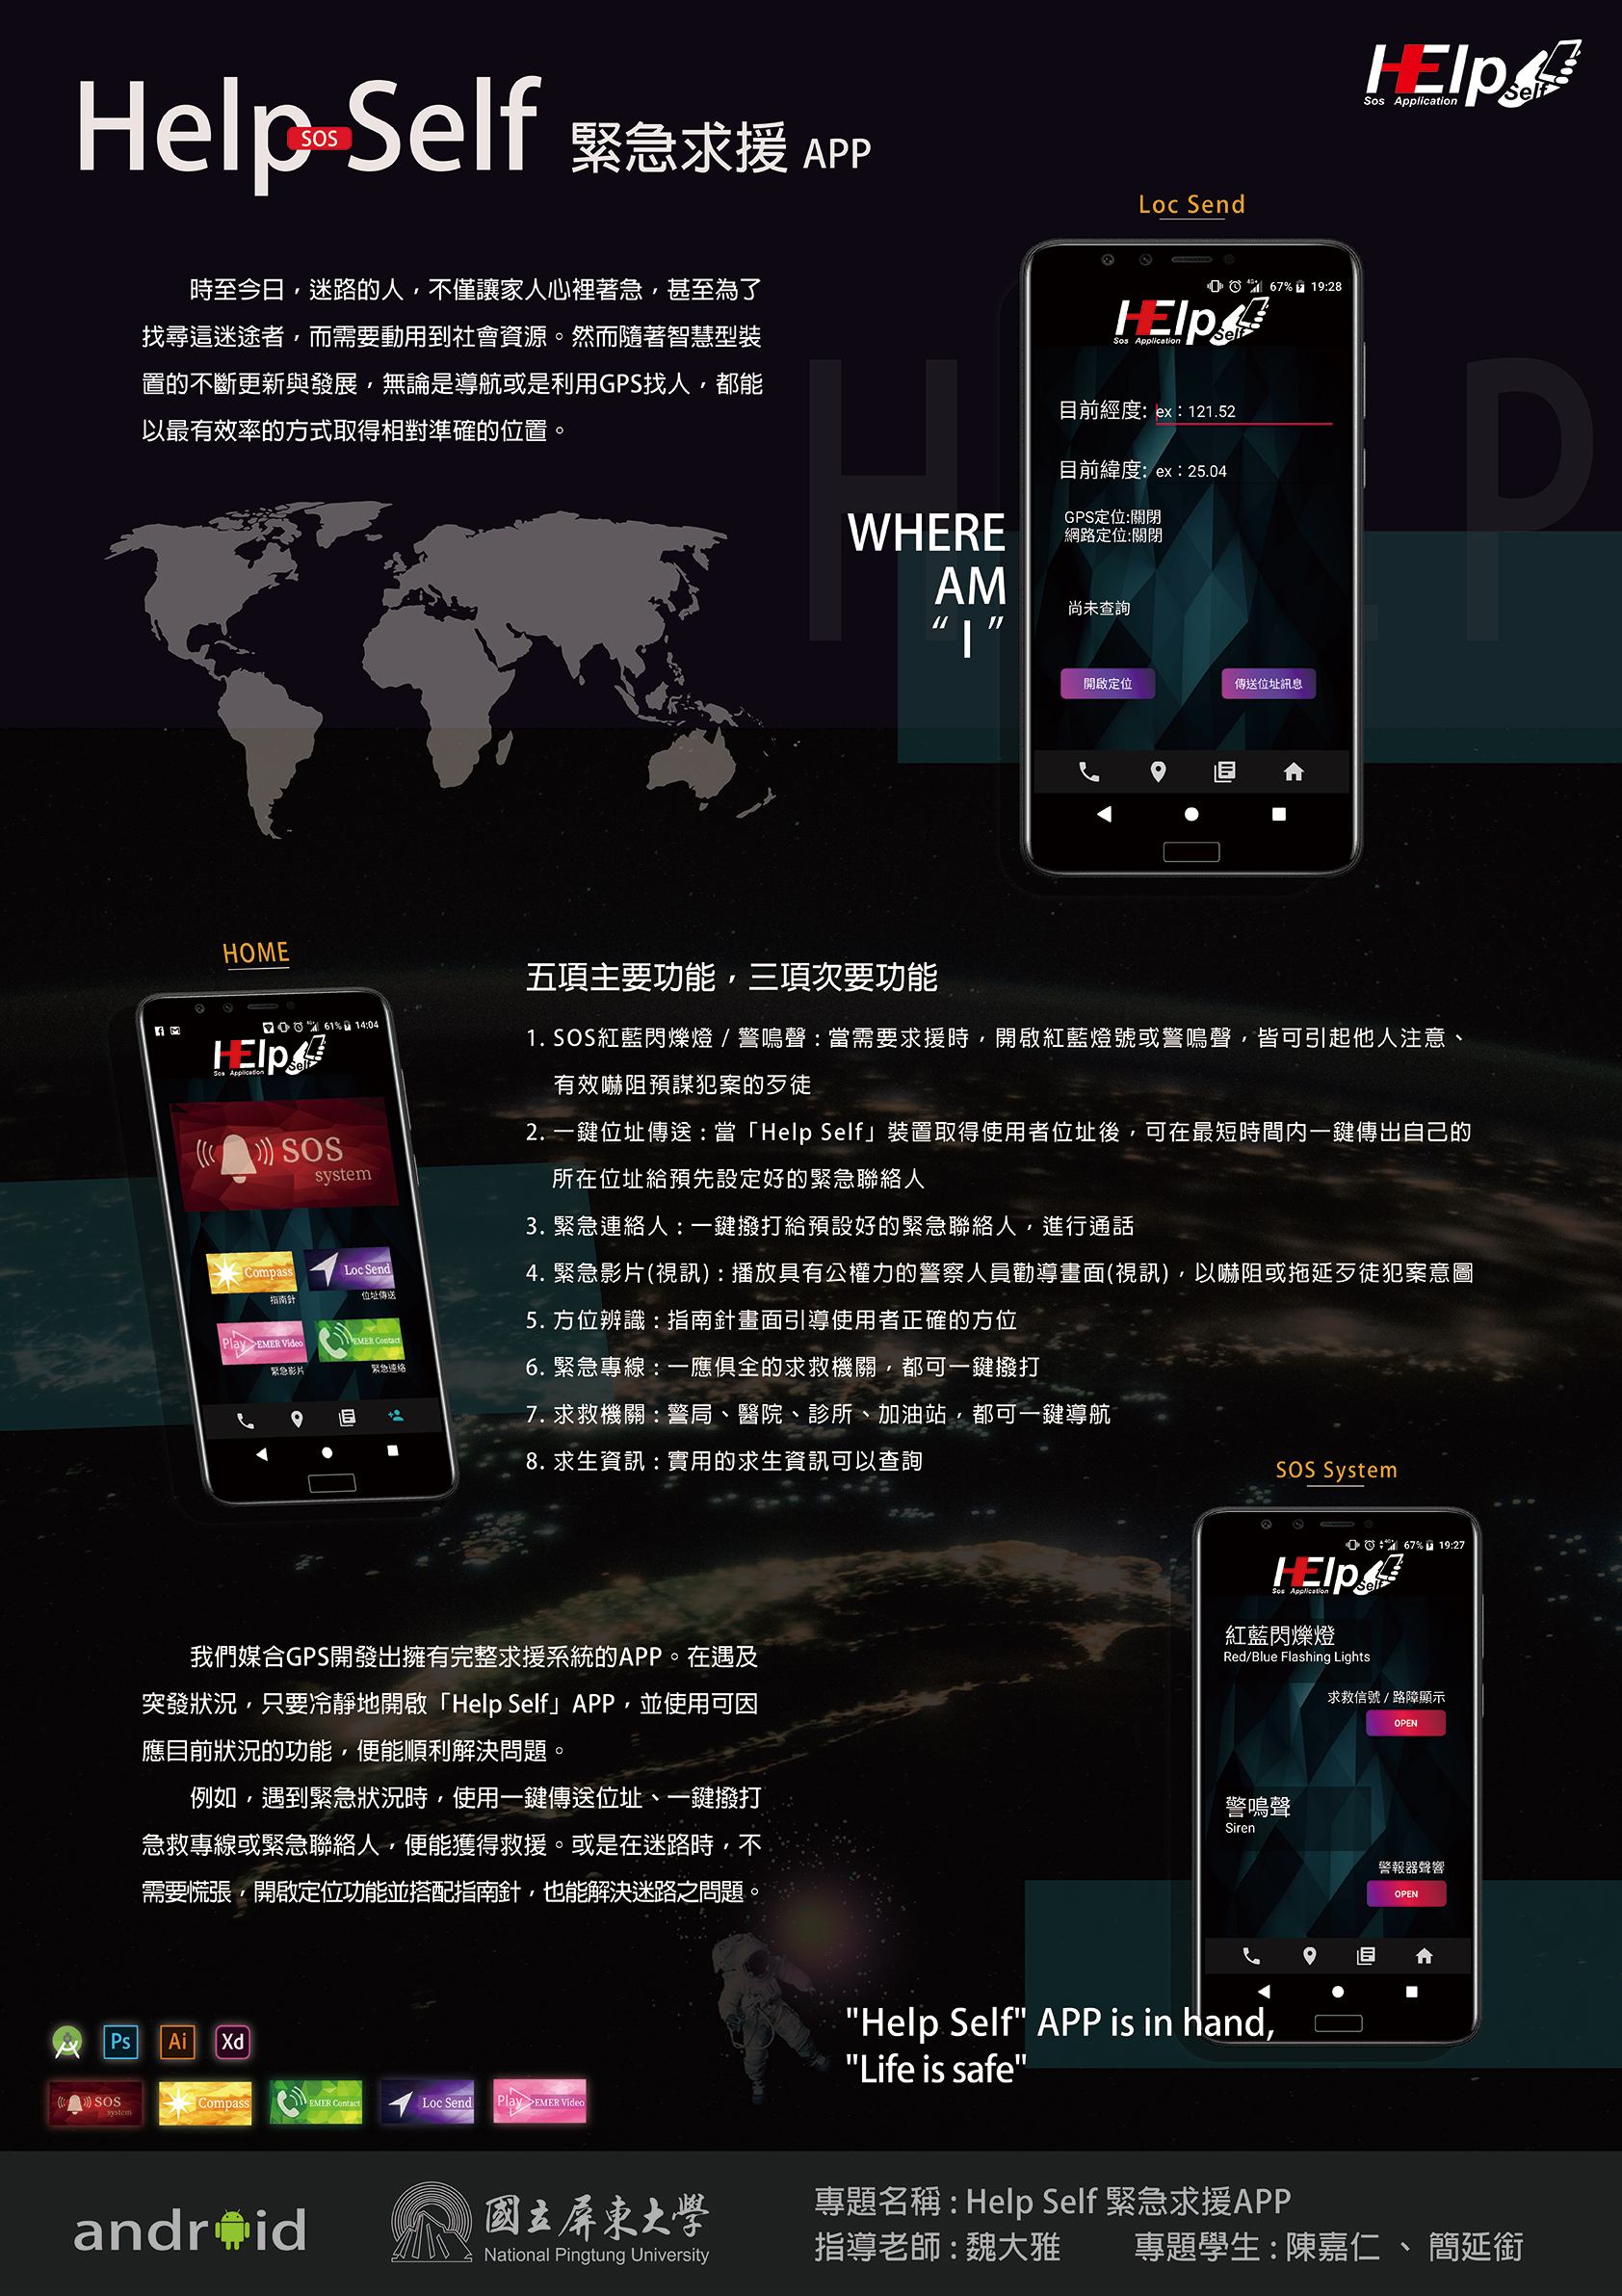 Help SOS Self 緊急求援 APP
HElp Self
Sos Application
時至今日，迷路的人，不僅讓家人心裡著急，甚至為了
找尋這迷途者，而需要動用到社會資源。然而隨著智慧型裝
置的不斷更新與發展，無論是導航或是利用GPS找人，都能
以最有效率的方式取得相對準確的位置。
HELP
WHERE
AM
“ I ”
Loc Send
67% 19:28
HElp Self
Sos Application
目前經度: ex：121.52
目前緯度: ex：25.04
GPS定位:關閉
網路定位:關閉
尚未查詢
開啟定位 傳送位址訊息
HOME
61% 14:04
HElp Self
Sos Application
SOS
system
Compass Loc Send
指南針 位址傳送
Play EMER Video EMER Contact
緊急影片 緊急連絡
五項主要功能，三項次要功能
1. SOS紅藍閃爍燈 / 警鳴聲 : 當需要求援時，開啟紅藍燈號或警鳴聲，皆可引起他人注意、
有效嚇阻預謀犯案的歹徒
2. 一鍵位址傳送 : 當「Help Self」裝置取得使用者位址後，可在最短時間內一鍵傳出自己的
所在位址給預先設定好的緊急聯絡人
3. 緊急連絡人 : 一鍵撥打給預設好的緊急聯絡人，進行通話
4. 緊急影片(視訊) : 播放具有公權力的警察人員勸導畫面(視訊)，以嚇阻或拖延歹徒犯案意圖
5. 方位辨識 : 指南針畫面引導使用者正確的方位
6. 緊急專線 : 一應俱全的求救機關，都可一鍵撥打
7. 求救機關 : 警局、醫院、診所、加油站，都可一鍵導航
8. 求生資訊 : 實用的求生資訊可以查詢
SOS System
67% 19:27
HElp Self
Sos Application
紅藍閃爍燈
Red/Blue Flashing Lights
求救信號 / 路障顯示
OPEN
警鳴聲
Siren
警報器聲響
OPEN
我們媒合GPS開發出擁有完整求援系統的APP。在遇及
突發狀況，只要冷靜地開啟「Help Self」APP，並使用可因
應目前狀況的功能，便能順利解決問題。
例如，遇到緊急狀況時，使用一鍵傳送位址、一鍵撥打
急救專線或緊急聯絡人，便能獲得救援。或是在迷路時，不
需要慌張，開啟定位功能並搭配指南針，也能解決迷路之問題。
"Help Self" APP is in hand,
"Life is safe"
Ps Ai Xd
SOS system Compass EMER Contact Loc Send Play EMER Video
android
國立屏東大學
National Pingtung University
專題名稱 : Help Self 緊急求援APP
指導老師 : 魏大雅 專題學生 : 陳嘉仁 、 簡延銜